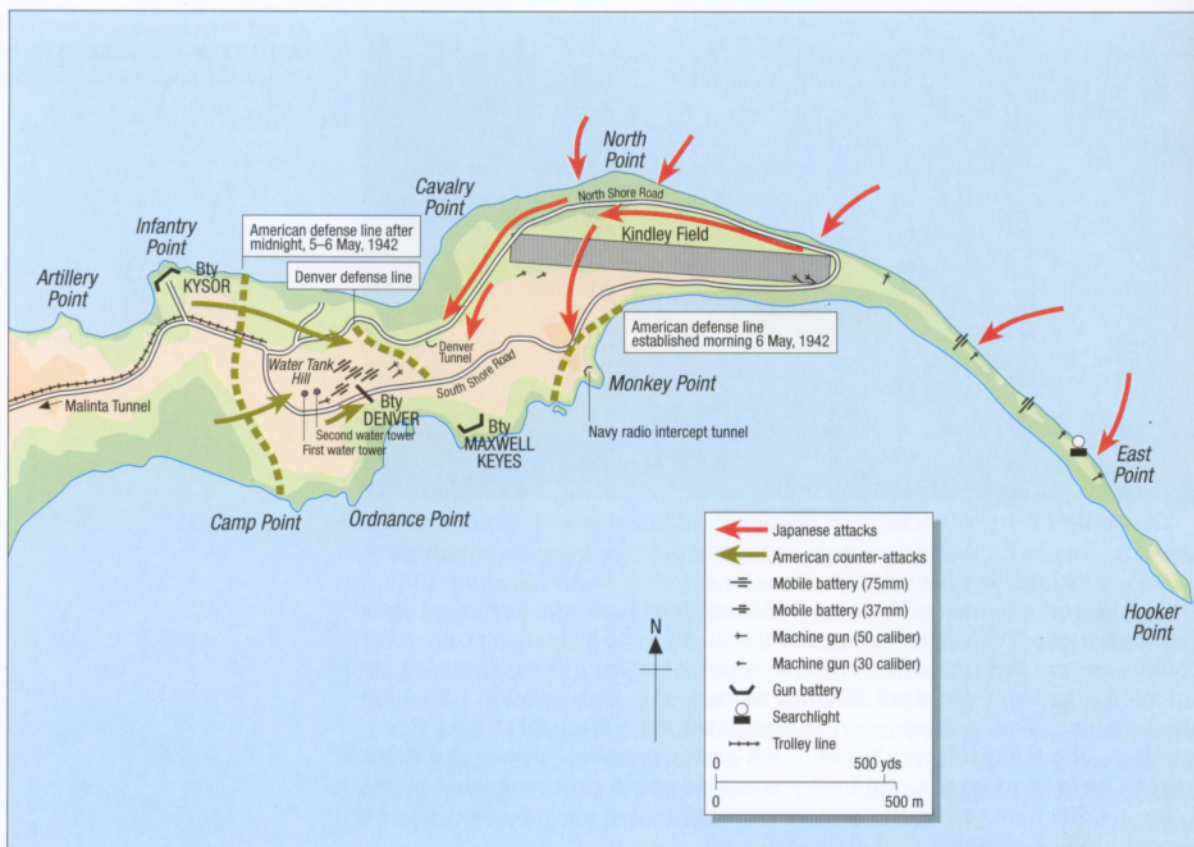 North
Point
Cavalry
Point
North Shore Road
Kindley Field
Infantry
Point
American defense line after
midnight, 5–6 May, 1942
Denver defense line
Artillery
Point
Bty
KYSOR
American defense line
established morning 6 May, 1942
Denver
Tunnel
South Shore Road
Water Tank
Hill
Monkey Point
Malinta Tunnel
Bty
DENVER
Second water tower
First water tower
Bty
MAXWELL
KEYES
Navy radio intercept tunnel
East
Point
Camp Point
Ordnance Point
Hooker
Point
N
Japanese attacks
American counter-attacks
Mobile battery (75mm)
Mobile battery (37mm)
Machine gun (50 caliber)
Machine gun (30 caliber)
Gun battery
Searchlight
Trolley line
0 500 yds
0 500 m